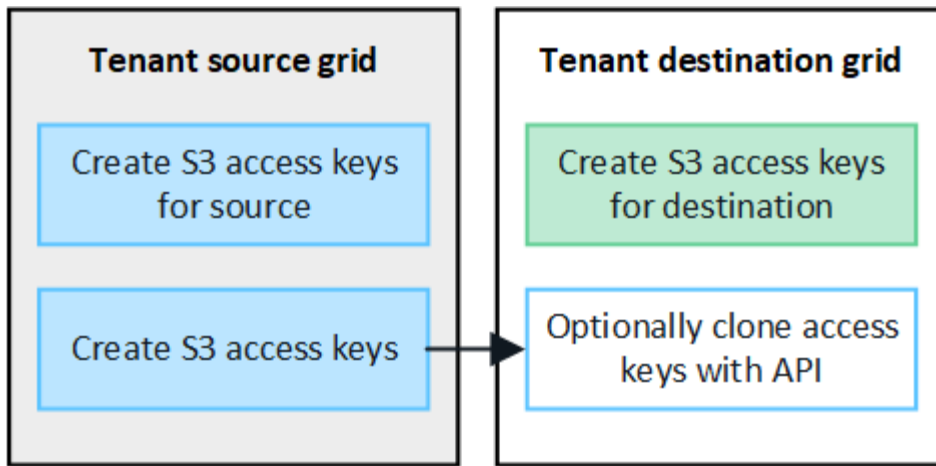 Tenant source grid
Create S3 access keys
for source
Create S3 access keys
Tenant destination grid
Create S3 access keys
for destination
Optionally clone access
keys with API